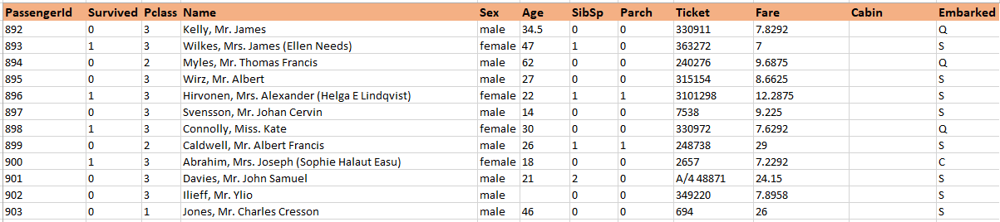 PassengerId Survived Pclass Name Sex Age SibSp Parch Ticket Fare Cabin Embarked
892 0 3 Kelly, Mr. James male 34.5 0 0 330911 7.8292 Q
893 1 3 Wilkes, Mrs. James (Ellen Needs) female 47 1 0 363272 7 S
894 0 2 Myles, Mr. Thomas Francis male 62 0 0 240276 9.6875 Q
895 0 3 Wirz, Mr. Albert male 27 0 0 315154 8.6625 S
896 1 3 Hirvonen, Mrs. Alexander (Helga E Lindqvist) female 22 1 1 3101298 12.2875 S
897 0 3 Svensson, Mr. Johan Cervin male 14 0 0 7538 9.225 S
898 1 3 Connolly, Miss. Kate female 30 0 0 330972 7.6292 Q
899 0 2 Caldwell, Mr. Albert Francis male 26 1 1 248738 29 S
900 1 3 Abrahim, Mrs. Joseph (Sophie Halaut Easu) female 18 0 0 2657 7.2292 C
901 0 3 Davies, Mr. John Samuel male 21 2 0 A/4 48871 24.15 S
902 0 3 Ilieff, Mr. Ylio male 0 0 349220 7.8958 S
903 0 1 Jones, Mr. Charles Cresson male 46 0 0 694 26 S